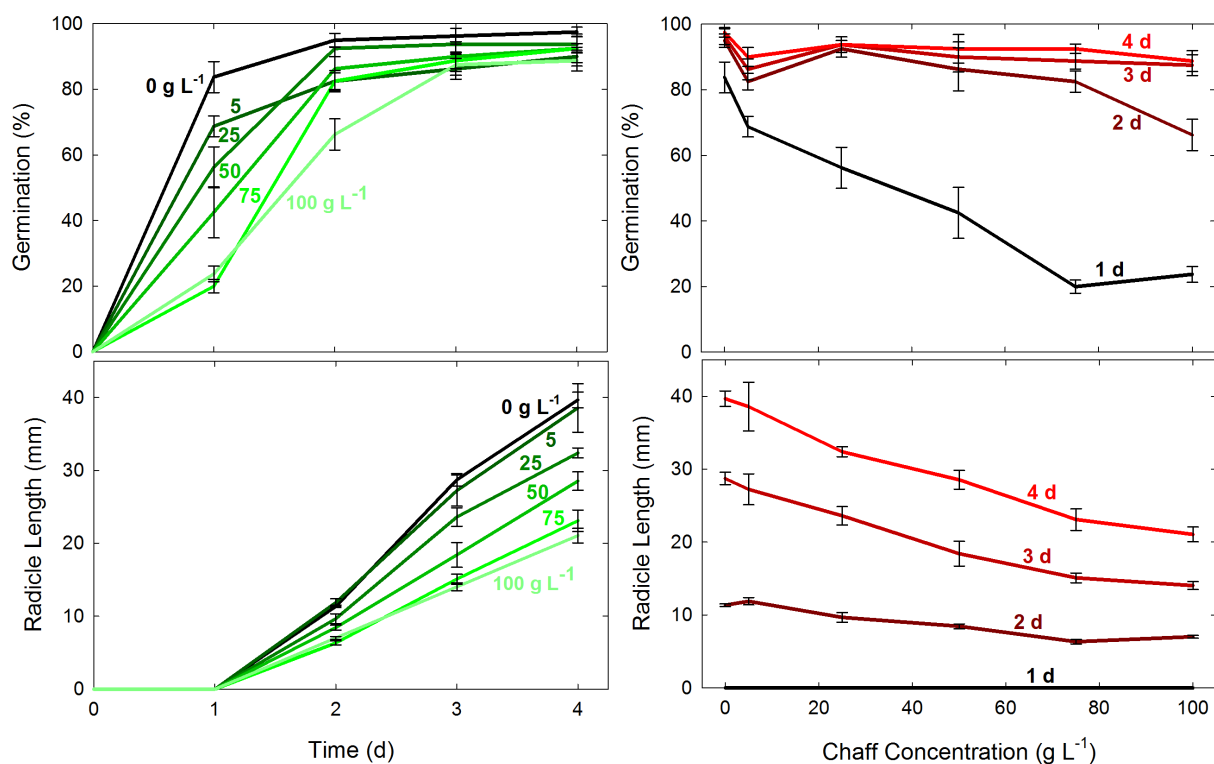 Germination (%)
100
80
60
40
20
0
0 g L⁻¹
5
25
50
75
100 g L⁻¹
Germination (%)
100
80
60
40
20
0
4 d
3 d
2 d
1 d
Radicle Length (mm)
40
30
20
10
0
0 g L⁻¹
5
25
50
75
100 g L⁻¹
0 1 2 3 4
Time (d)
Radicle Length (mm)
40
30
20
10
0
4 d
3 d
2 d
1 d
0 20 40 60 80 100
Chaff Concentration (g L⁻¹)